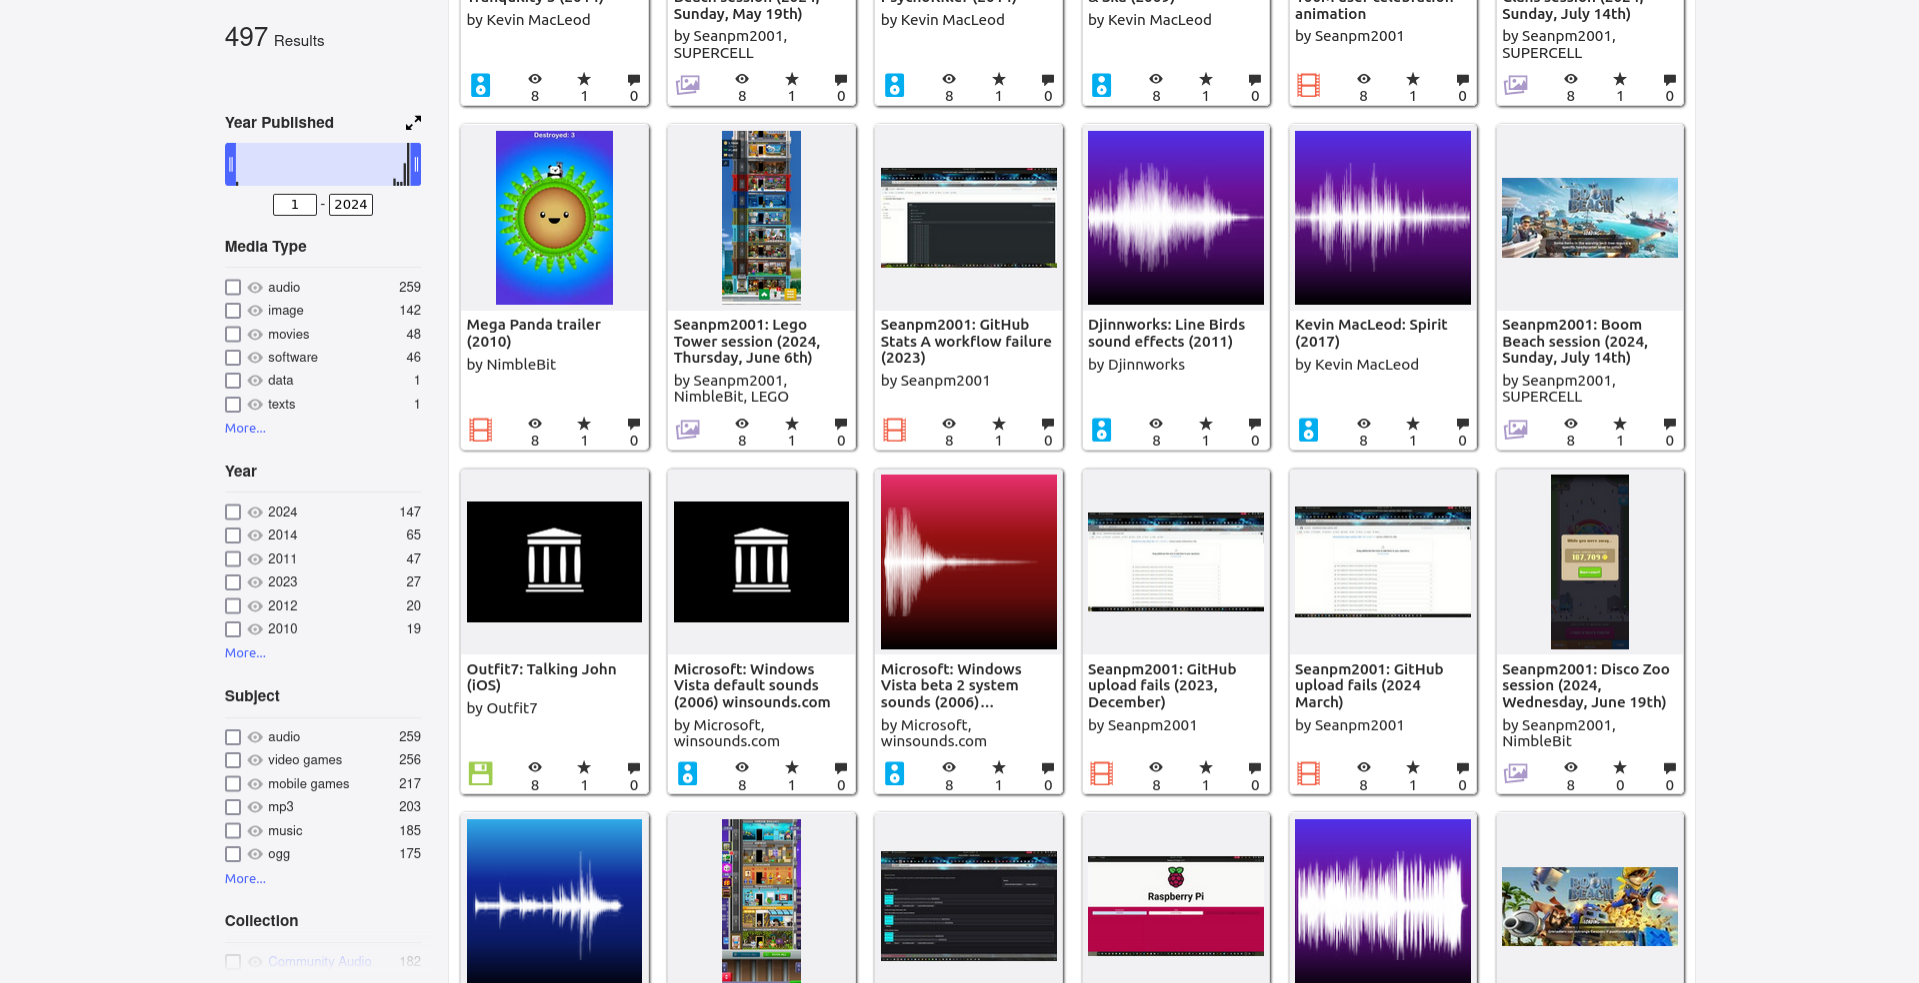 497 Results
Year Published
1 - 2024
Media Type
audio 259
image 142
movies 48
software 46
data 1
texts 1
More...
Year
2024 147
2014 65
2011 47
2023 27
2012 20
2010 19
More...
Subject
audio 259
video games 256
mobile games 217
mp3 203
music 185
ogg 175
More...
Collection
Community Audio 182
by Kevin MacLeod
8 1 0
Sunday, May 19th)
by Seanpm2001,
SUPERCELL
8 1 0
by Kevin MacLeod
8 1 0
by Kevin MacLeod
8 1 0
animation
by Seanpm2001
8 1 0
Sunday, July 14th)
by Seanpm2001,
SUPERCELL
8 1 0
Destroyed: 3
Mega Panda trailer
(2010)
by NimbleBit
8 1 0
Seanpm2001: Lego
Tower session (2024,
Thursday, June 6th)
by Seanpm2001,
NimbleBit, LEGO
8 1 0
Seanpm2001: GitHub
Stats A workflow failure
(2023)
by Seanpm2001
8 1 0
Djinnworks: Line Birds
sound effects (2011)
by Djinnworks
8 1 0
Kevin MacLeod: Spirit
(2017)
by Kevin MacLeod
8 1 0
BOOM
BEACH
Seanpm2001: Boom
Beach session (2024,
Sunday, July 14th)
by Seanpm2001,
SUPERCELL
8 1 0
Outfit7: Talking John
(iOS)
by Outfit7
8 1 0
Microsoft: Windows
Vista default sounds
(2006) winsounds.com
by Microsoft,
winsounds.com
8 1 0
Microsoft: Windows
Vista beta 2 system
sounds (2006)...
by Microsoft,
winsounds.com
8 1 0
Seanpm2001: GitHub
upload fails (2023,
December)
by Seanpm2001
8 1 0
Seanpm2001: GitHub
upload fails (2024
March)
by Seanpm2001
8 1 0
While you were away...
187,709
Seanpm2001: Disco Zoo
session (2024,
Wednesday, June 19th)
by Seanpm2001,
NimbleBit
8 0 0
Raspberry Pi
BOOM
BEACH